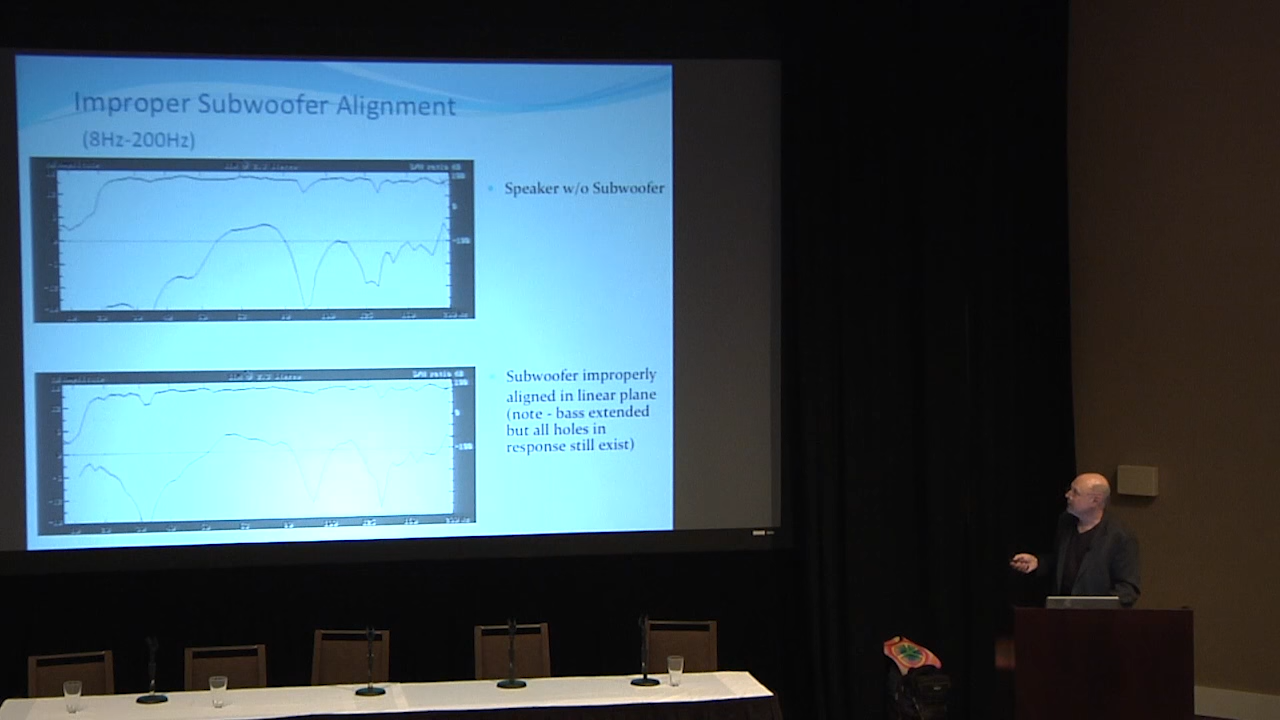 Improper Subwoofer Alignment
(8Hz-200Hz)
Speaker w/o Subwoofer
Subwoofer improperly
aligned in linear plane
(note - bass extended
but all holes in
response still exist)